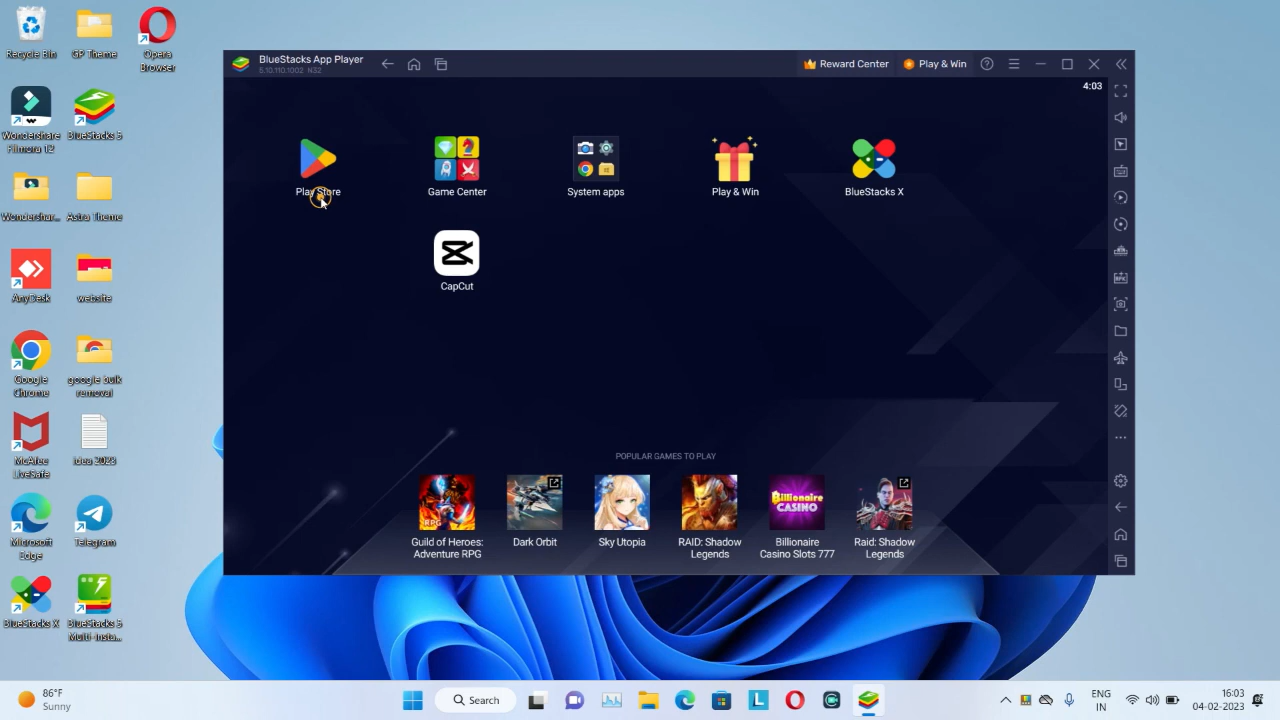 Recycle Bin
GP Theme
Opera
Browser
Wondershare
Filmora 12
BlueStacks 5
Wondershar...
Astra Theme
AnyDesk
website
Google
Chrome
google bulk
removal
McAfee
LiveSafe
idea 2023
Microsoft
Edge
Telegram
BlueStacks X
BlueStacks 5
Multi-Insta...
BlueStacks App Player
5.10.110.1002 N32
Reward Center
Play & Win
4:03
Play Store
Game Center
System apps
Play & Win
BlueStacks X
CapCut
POPULAR GAMES TO PLAY
RPG
Billionaire
CASINO
Guild of Heroes:
Adventure RPG
Dark Orbit
Sky Utopia
RAID: Shadow
Legends
Billionaire
Casino Slots 777
Raid: Shadow
Legends
86°F
Sunny
Search
L
ENG
IN
16:03
04-02-2023